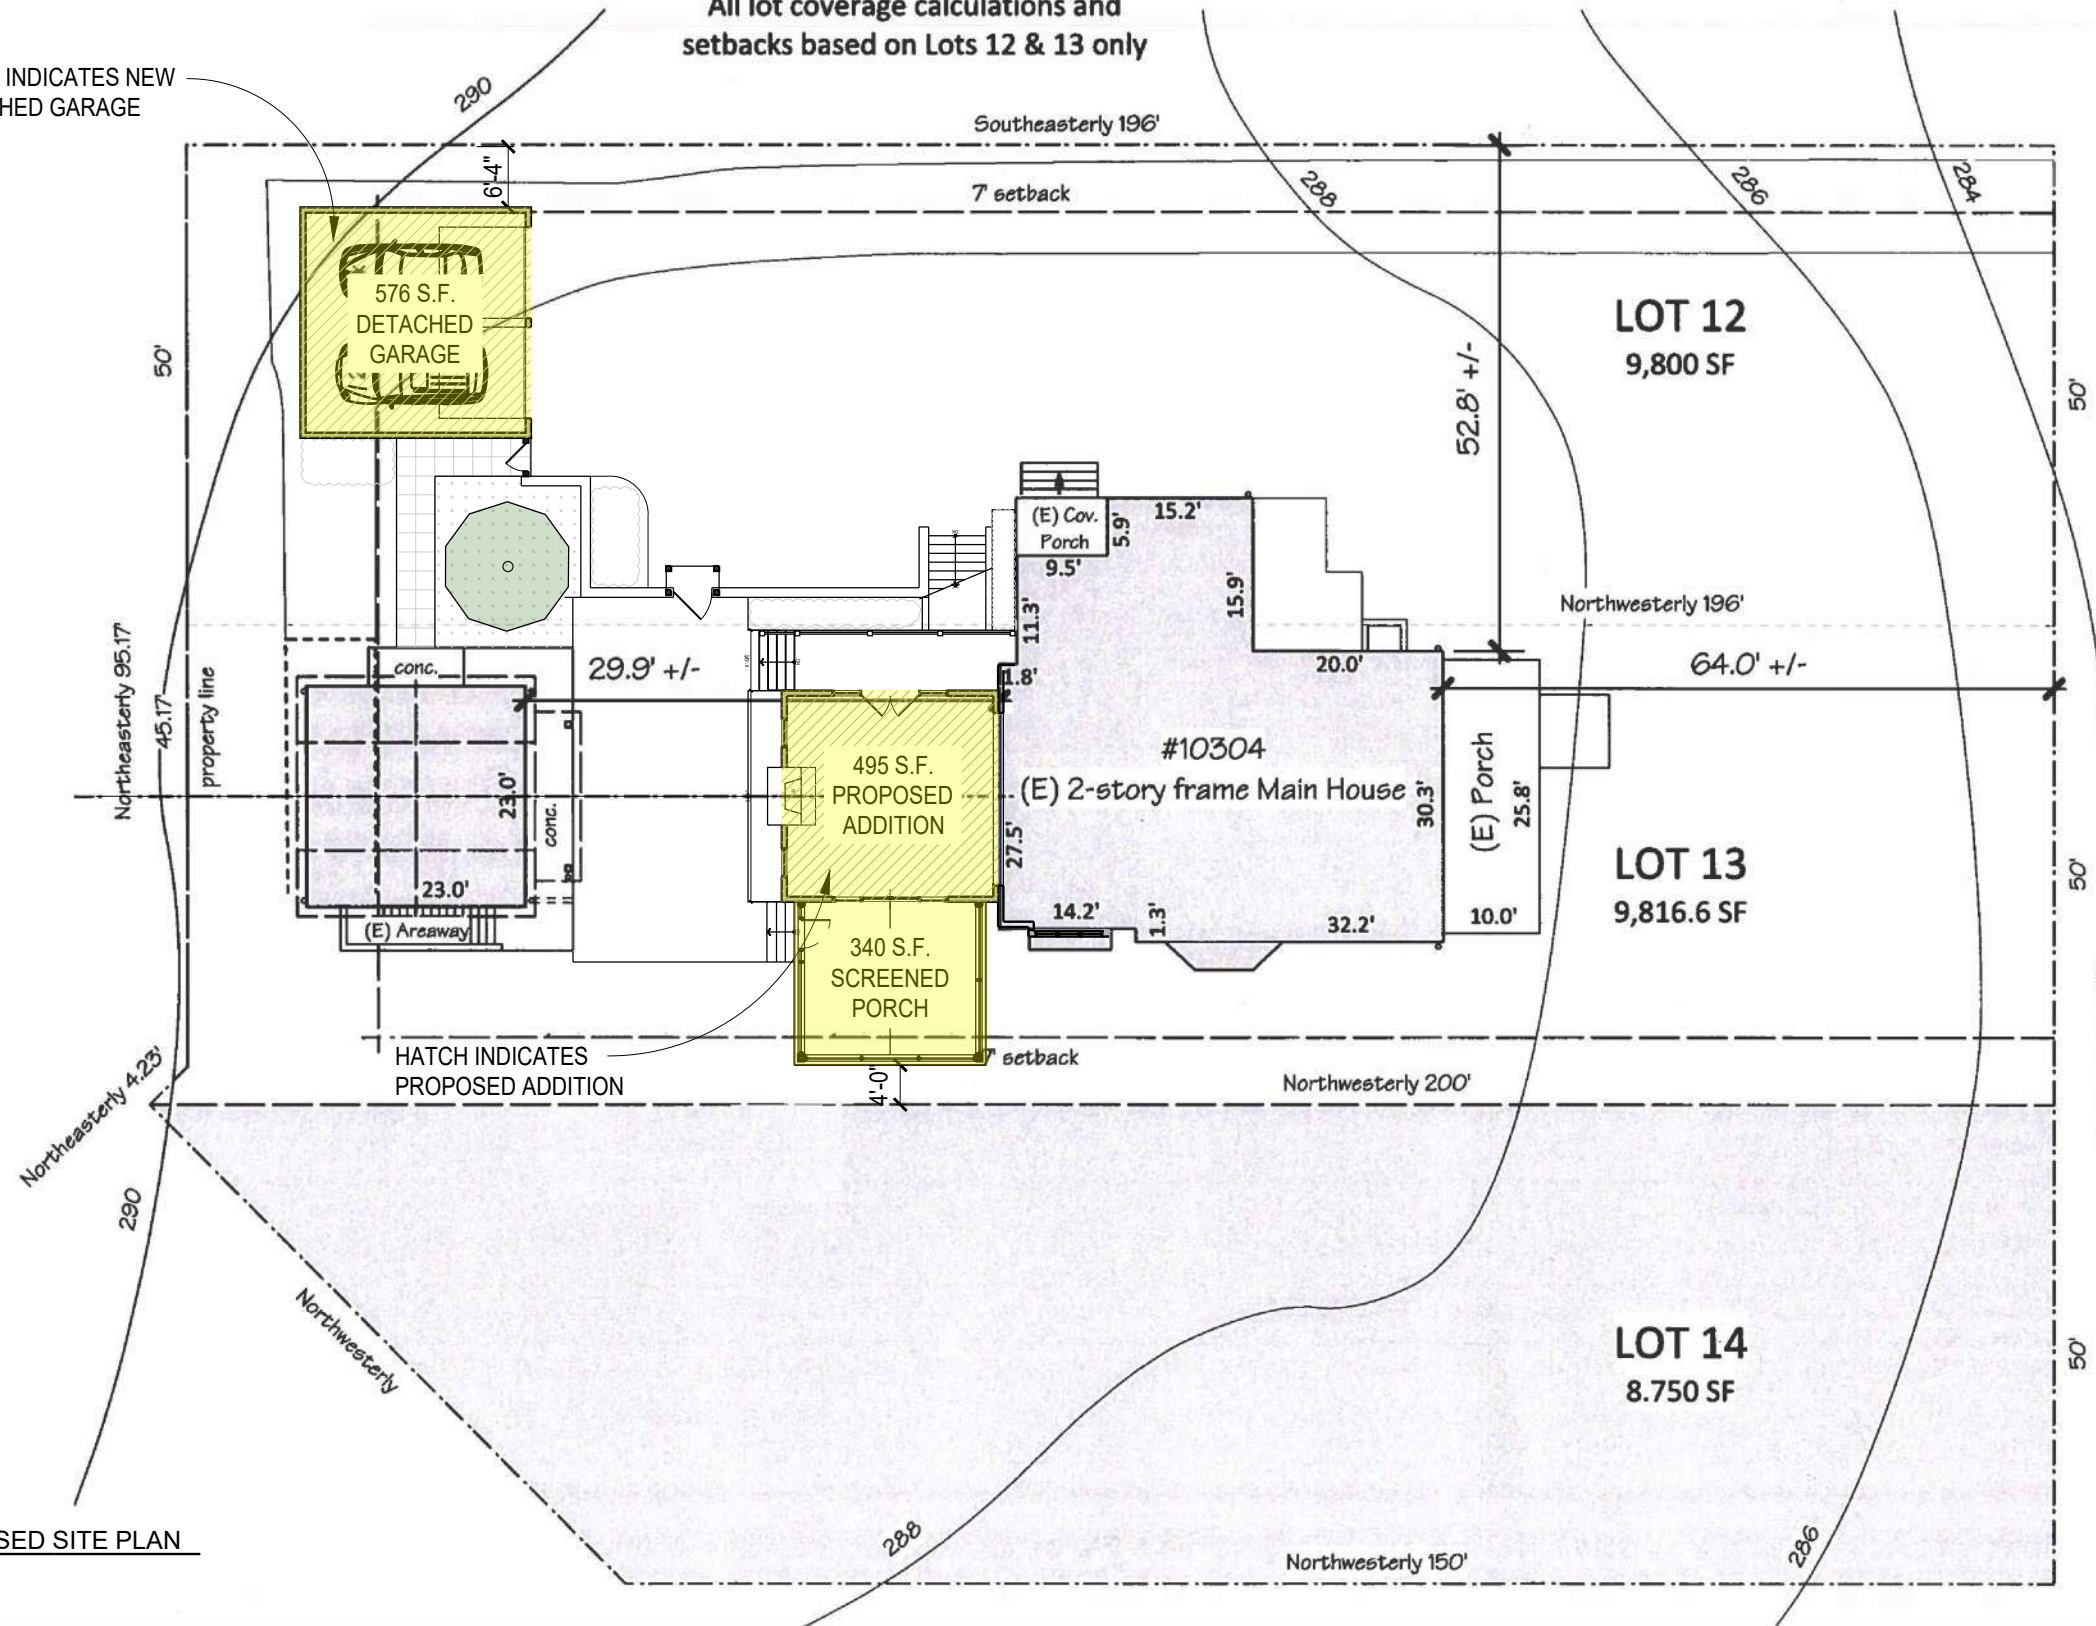 All lot coverage calculations and
setbacks based on Lots 12 & 13 only
INDICATES NEW
HED GARAGE
290
Southeasterly 196'
6'-4"
7' setback
288
286
284
576 S.F.
DETACHED
GARAGE
50'
LOT 12
9,800 SF
52.8' +/-
50'
(E) Cov.
Porch
5.9'
15.2'
9.5'
11.3'
15.9'
Northwesterly 196'
Northeasterly 95.17'
45.17'
property line
conc.
29.9' +/-
1.8'
20.0'
64.0' +/-
23.0'
conc.
495 S.F.
PROPOSED
ADDITION
#10304
(E) 2-story frame Main House
30.3'
(E) Porch
25.8'
27.5'
LOT 13
9,816.6 SF
50'
23.0'
(E) Areaway
14.2'
1.3'
32.2'
10.0'
340 S.F.
SCREENED
PORCH
HATCH INDICATES
PROPOSED ADDITION
7' setback
4'-0"
Northwesterly 200'
Northeasterly 4.23'
290
Northwesterly
LOT 14
8.750 SF
50'
SED SITE PLAN
288
Northwesterly 150'
286